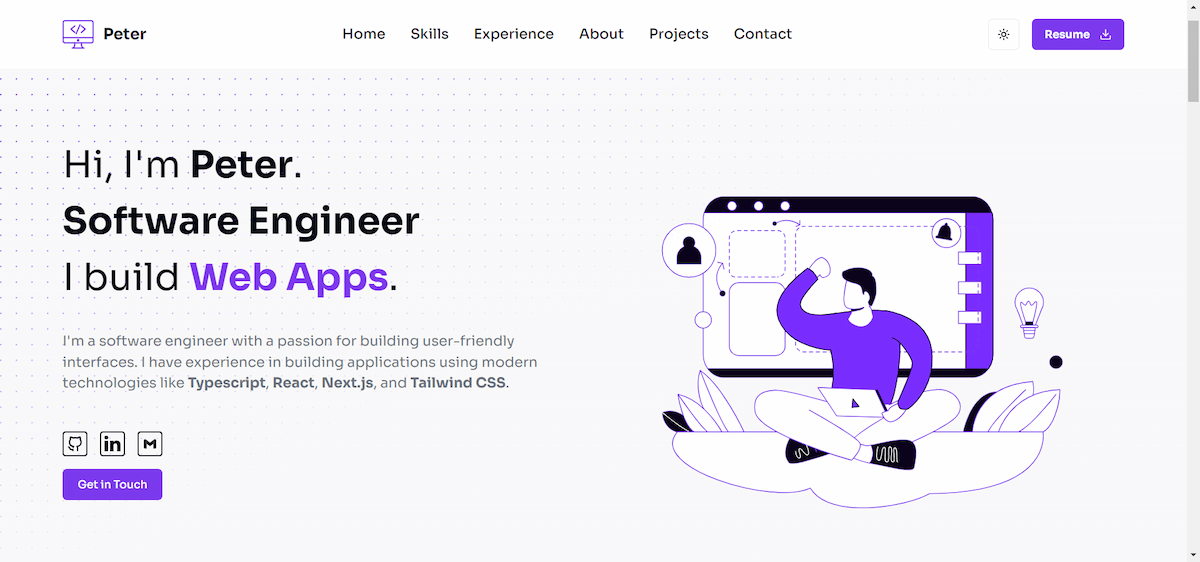 Peter
Home Skills Experience About Projects Contact
Resume
Hi, I'm Peter.
Software Engineer
I build Web Apps.
I'm a software engineer with a passion for building user-friendly
interfaces. I have experience in building applications using modern
technologies like Typescript, React, Next.js, and Tailwind CSS.
in M
Get in Touch